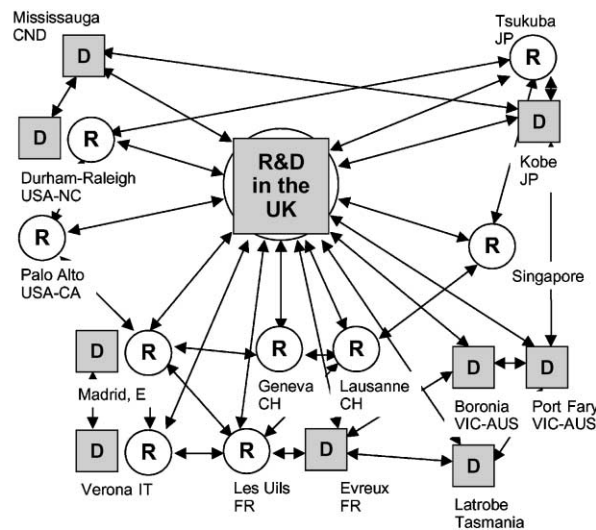 Mississauga
CND
D
Tsukuba
JP
R
D
R
D
Durham-Raleigh
USA-NC
R&D
in the
UK
Kobe
JP
R
Palo Alto
USA-CA
R
Singapore
D
R
Madrid, E
R
Geneva
CH
R
Lausanne
CH
D
Boronia
VIC-AUS
D
Port Fary
VIC-AUS
D
R
Verona IT
R
Les Uils
FR
D
Evreux
FR
D
Latrobe
Tasmania